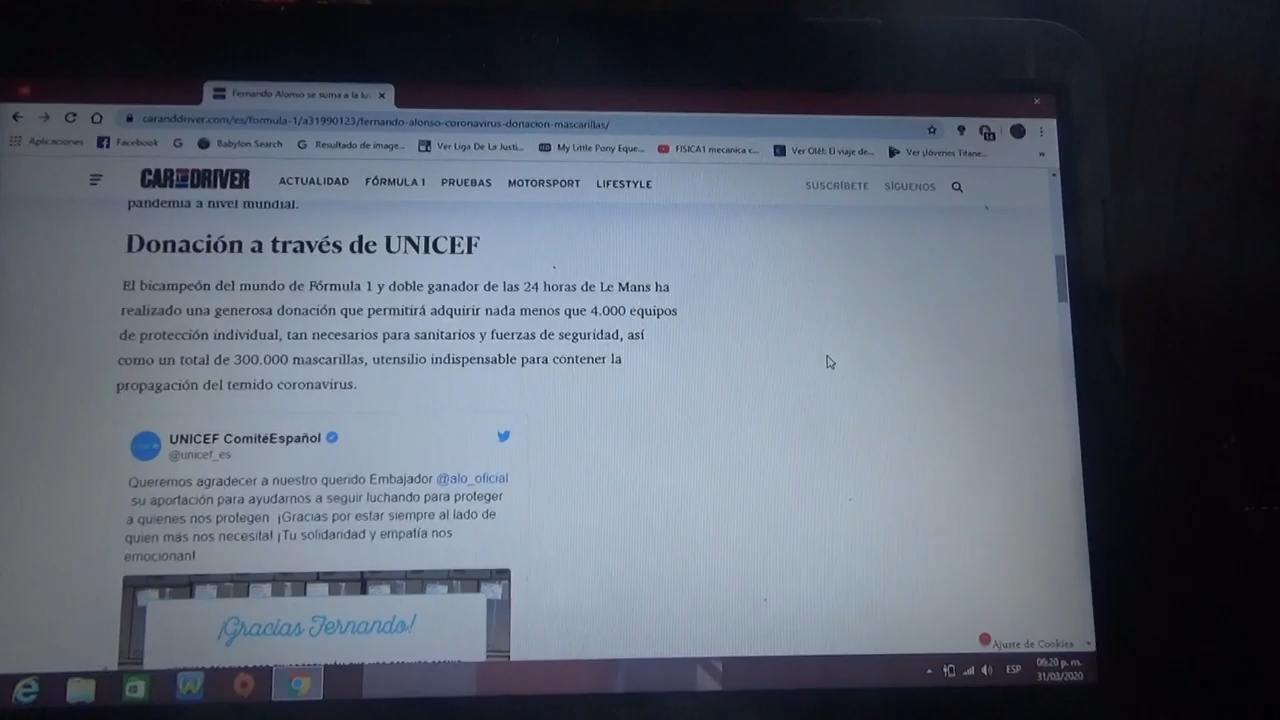 Fernando Alonso se suma a la lu
caranddriver.com/es/formula-1/a31990123/fernando-alonso-coronavirus-donacion-mascarillas/
Aplicaciones Facebook Babylon Search Resultado de image... Ver Liga De La Justi... My Little Pony Eque... FISICA1 mecanica c... Ver Olé!: El viaje de... Ver ¡Jóvenes Titane...
CAR AND DRIVER ACTUALIDAD FÓRMULA 1 PRUEBAS MOTORSPORT LIFESTYLE SUSCRÍBETE SÍGUENOS
pandemia a nivel mundial.
Donación a través de UNICEF
El bicampeón del mundo de Fórmula 1 y doble ganador de las 24 horas de Le Mans ha
realizado una generosa donación que permitirá adquirir nada menos que 4.000 equipos
de protección individual, tan necesarios para sanitarios y fuerzas de seguridad, así
como un total de 300.000 mascarillas, utensilio indispensable para contener la
propagación del temido coronavirus.
UNICEF ComitéEspañol
@unicef_es
Queremos agradecer a nuestro querido Embajador @alo_oficial
su aportación para ayudarnos a seguir luchando para proteger
a quienes nos protegen ¡Gracias por estar siempre al lado de
quien más nos necesita! ¡Tu solidaridad y empatía nos
emocionan!
¡Gracias Fernando!
Ajuste de Cookies
ESP
06:20 p. m.
31/03/2020